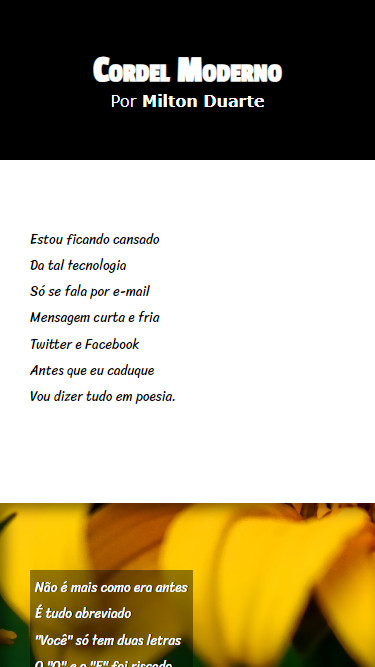 Cordel Moderno
Por Milton Duarte
Estou ficando cansado
Da tal tecnologia
Só se fala por e-mail
Mensagem curta e fria
Twitter e Facebook
Antes que eu caduque
Vou dizer tudo em poesia.
Não é mais como era antes
É tudo abreviado
"Você" só tem duas letras
O "O" e o "E" foi riscado